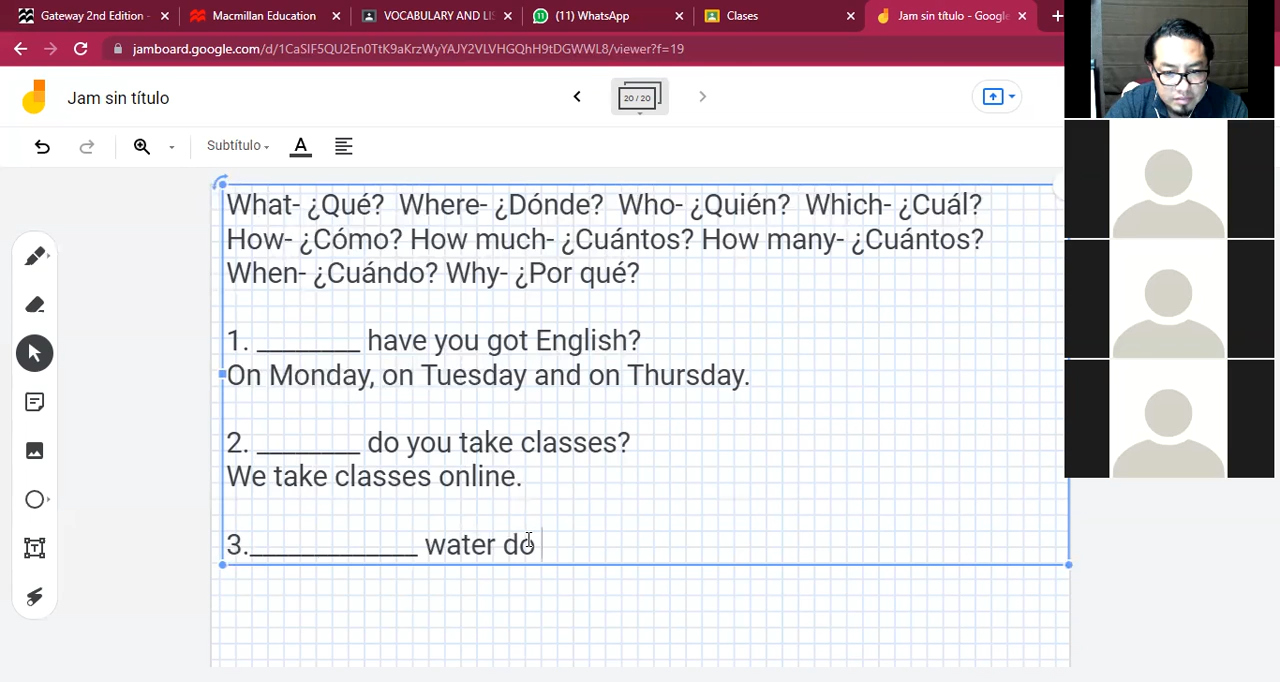 Gateway 2nd Edition -
Macmillan Education
VOCABULARY AND LIS
(11) WhatsApp
Clases
Jam sin título - Google
jamboard.google.com/d/1CaSIF5QU2En0TtK9aKrzWyYAJY2VLVHGQhH9tDGWWL8/viewer?f=19
Jam sin título
20 / 20
Subtítulo
A
What- ¿Qué?  Where- ¿Dónde?  Who- ¿Quién?  Which- ¿Cuál?
How- ¿Cómo? How much- ¿Cuántos? How many- ¿Cuántos?
When- ¿Cuándo? Why- ¿Por qué?
1. ________ have you got English?
On Monday, on Tuesday and on Thursday.
2. ________ do you take classes?
We take classes online.
3._____________ water do